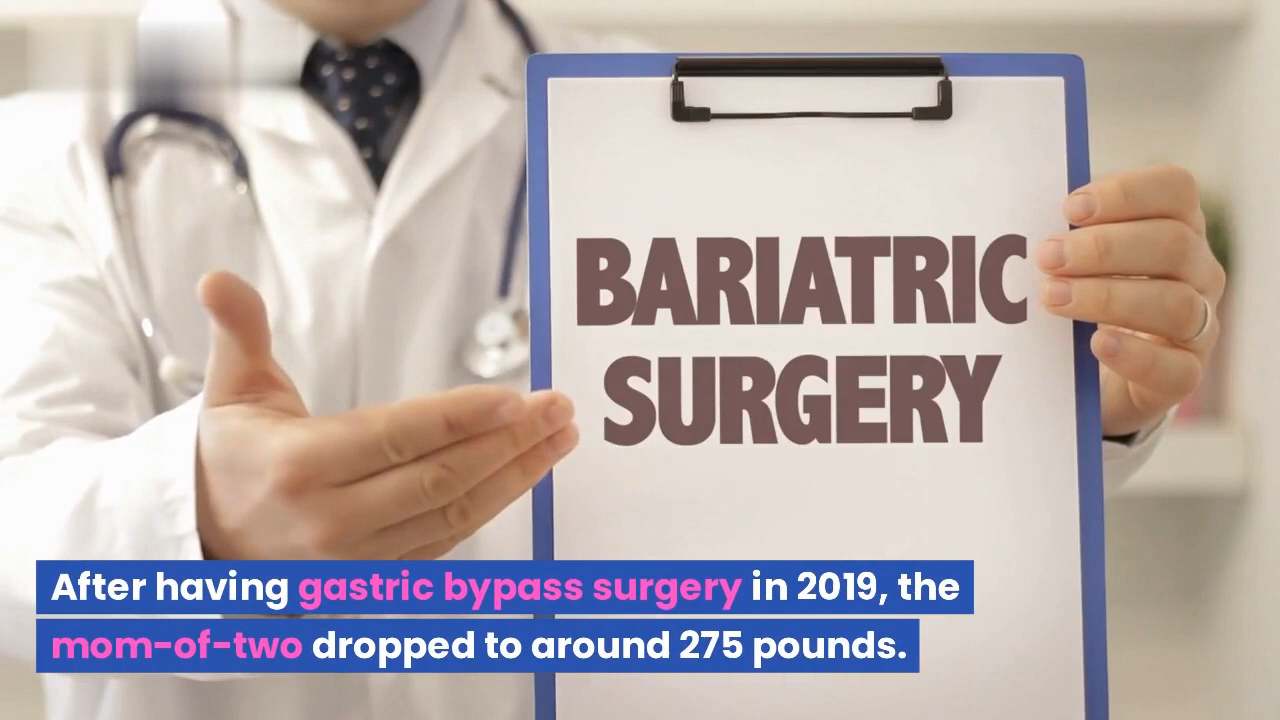 BARIATRIC
SURGERY
After having gastric bypass surgery in 2019, the
mom-of-two dropped to around 275 pounds.